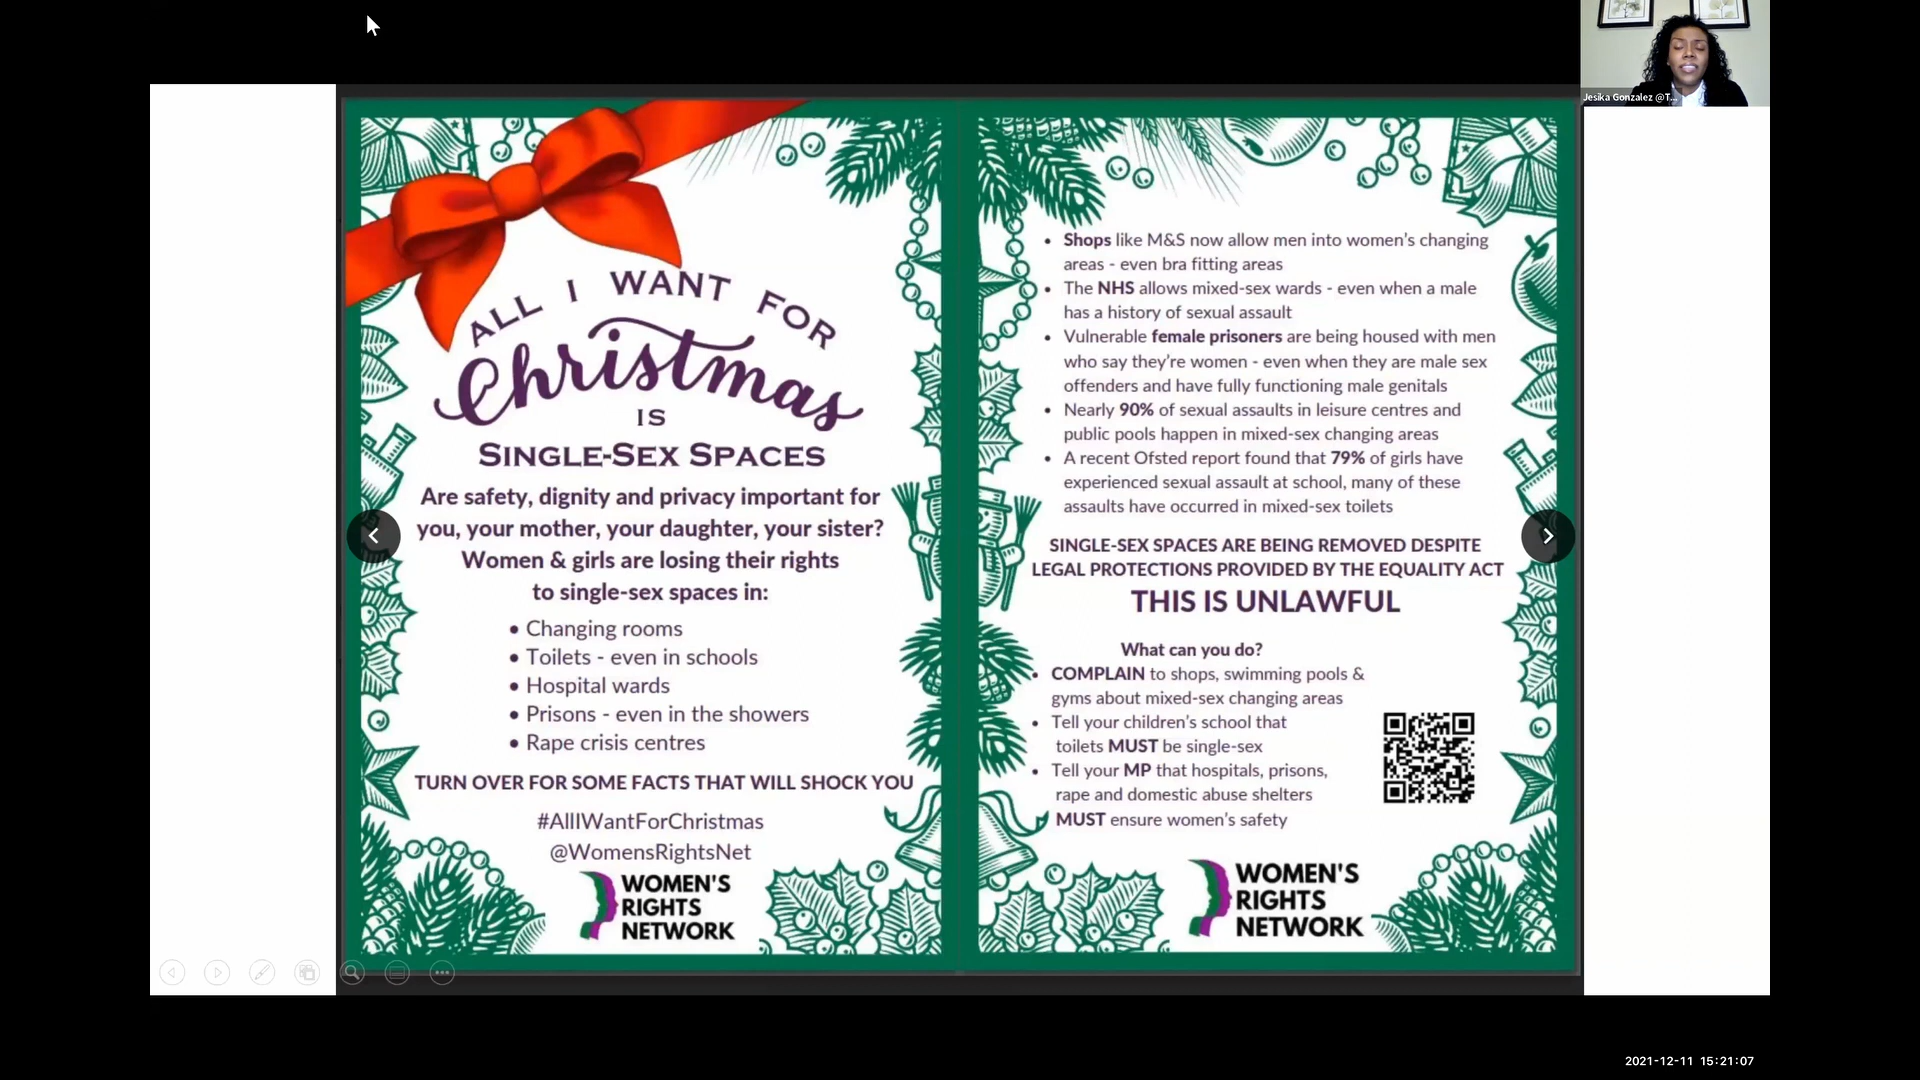 Jesika Gonzalez @T...
ALL I WANT FOR
Christmas
IS
SINGLE-SEX SPACES
Are safety, dignity and privacy important for
you, your mother, your daughter, your sister?
Women & girls are losing their rights
to single-sex spaces in:
• Changing rooms
• Toilets - even in schools
• Hospital wards
• Prisons - even in the showers
• Rape crisis centres
TURN OVER FOR SOME FACTS THAT WILL SHOCK YOU
#AllIWantForChristmas
@WomensRightsNet
WOMEN'S
RIGHTS
NETWORK
• Shops like M&S now allow men into women's changing
areas - even bra fitting areas
• The NHS allows mixed-sex wards - even when a male
has a history of sexual assault
• Vulnerable female prisoners are being housed with men
who say they're women - even when they are male sex
offenders and have fully functioning male genitals
• Nearly 90% of sexual assaults in leisure centres and
public pools happen in mixed-sex changing areas
• A recent Ofsted report found that 79% of girls have
experienced sexual assault at school, many of these
assaults have occurred in mixed-sex toilets
SINGLE-SEX SPACES ARE BEING REMOVED DESPITE
LEGAL PROTECTIONS PROVIDED BY THE EQUALITY ACT
THIS IS UNLAWFUL
What can you do?
• COMPLAIN to shops, swimming pools &
gyms about mixed-sex changing areas
• Tell your children's school that
toilets MUST be single-sex
• Tell your MP that hospitals, prisons,
rape and domestic abuse shelters
MUST ensure women's safety
WOMEN'S
RIGHTS
NETWORK
2021-12-11 15:21:07